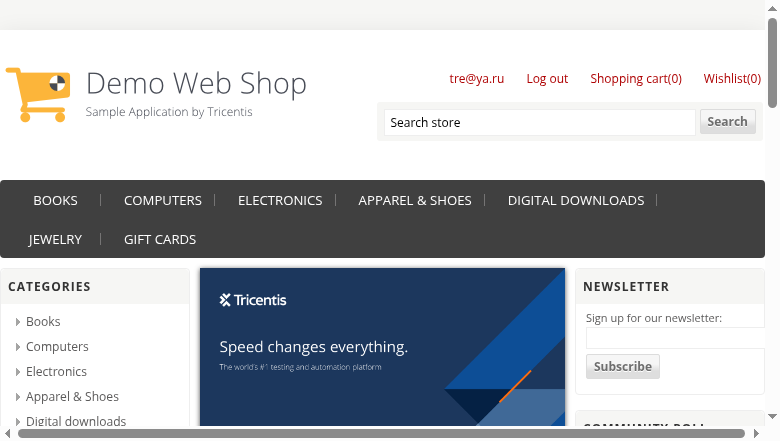 Demo Web Shop
Sample Application by Tricentis
tre@ya.ru Log out Shopping cart(0) Wishlist(0)
Search store Search
BOOKS COMPUTERS ELECTRONICS APPAREL & SHOES DIGITAL DOWNLOADS
JEWELRY GIFT CARDS
CATEGORIES
Books
Computers
Electronics
Apparel & Shoes
Digital downloads
Tricentis
Speed changes everything.
The world's #1 testing and automation platform
NEWSLETTER
Sign up for our newsletter:
Subscribe
COMMUNITY POLL